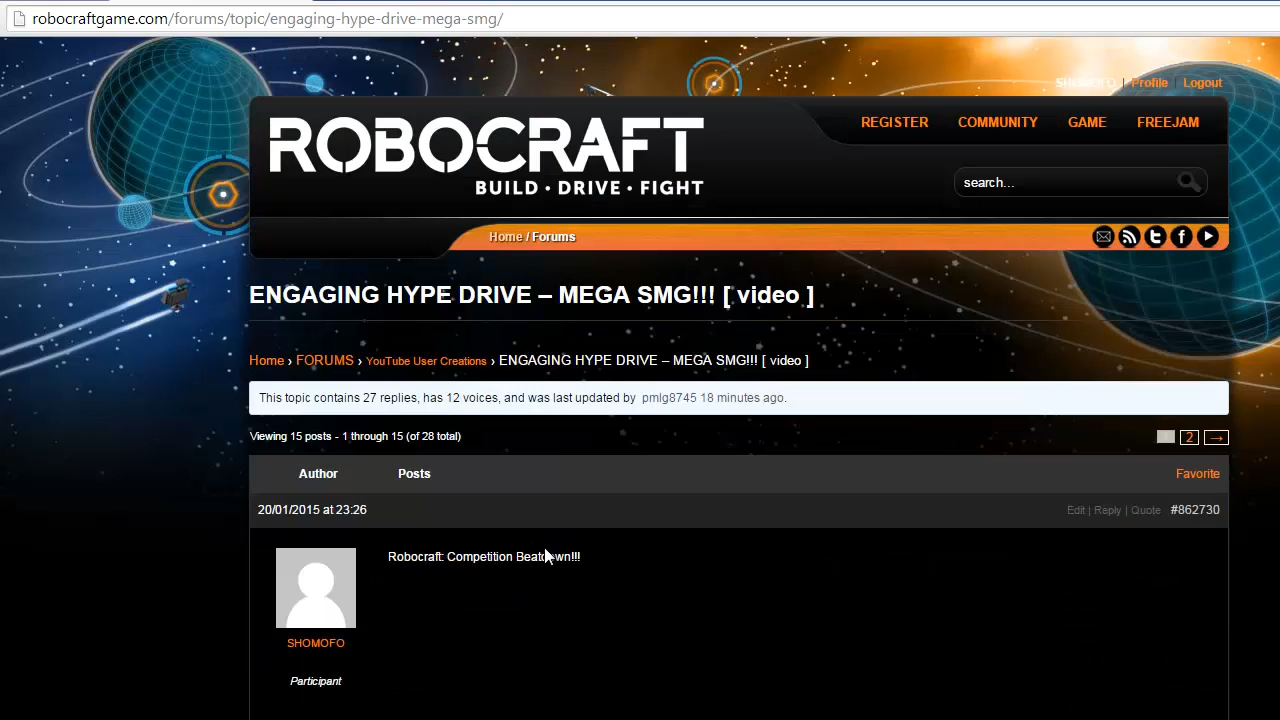 robocraftgame.com/forums/topic/engaging-hype-drive-mega-smg/
SHOMOFO | Profile | Logout
ROBOCRAFT
BUILD · DRIVE · FIGHT
REGISTER COMMUNITY GAME FREEJAM
search...
Home / Forums
ENGAGING HYPE DRIVE – MEGA SMG!!! [ video ]
Home › FORUMS › YouTube User Creations › ENGAGING HYPE DRIVE – MEGA SMG!!! [ video ]
This topic contains 27 replies, has 12 voices, and was last updated by pmlg8745 18 minutes ago.
Viewing 15 posts - 1 through 15 (of 28 total)
2 →
Author Posts Favorite
20/01/2015 at 23:26 Edit | Reply | Quote #862730
Robocraft: Competition Beatdown!!!
SHOMOFO
Participant